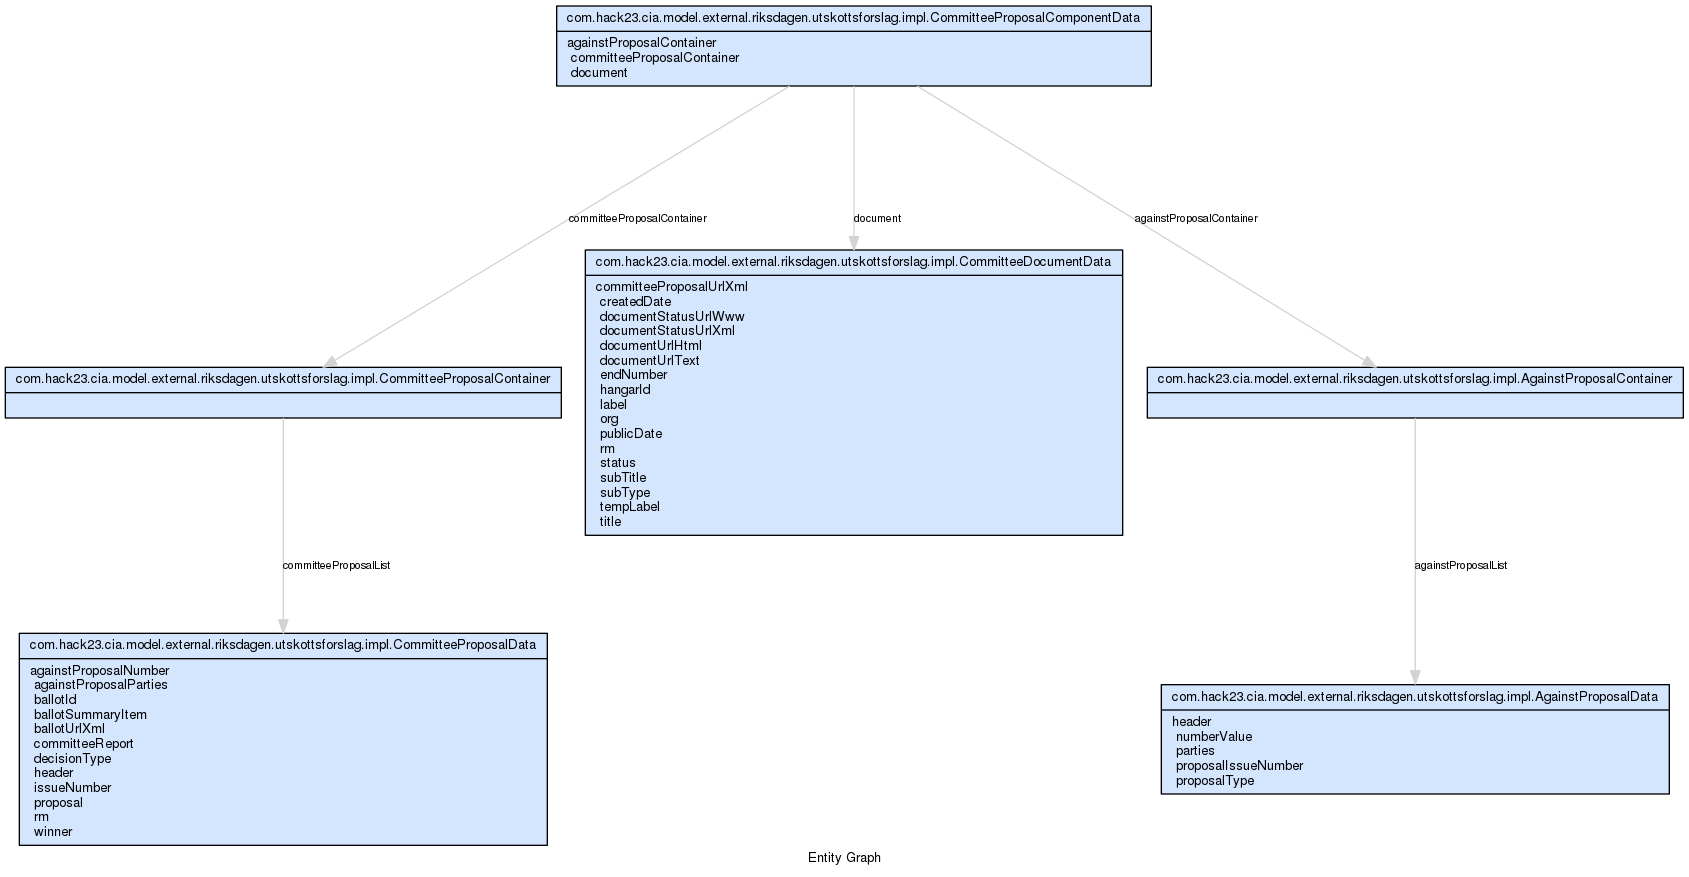 com.hack23.cia.model.external.riksdagen.utskottsforslag.impl.CommitteeProposalComponentData
againstProposalContainer
committeeProposalContainer
document
committeeProposalContainer
document
againstProposalContainer
com.hack23.cia.model.external.riksdagen.utskottsforslag.impl.CommitteeDocumentData
committeeProposalUrlXml
createdDate
documentStatusUrlWww
documentStatusUrlXml
documentUrlHtml
documentUrlText
endNumber
hangarId
label
org
publicDate
rm
status
subTitle
subType
tempLabel
title
com.hack23.cia.model.external.riksdagen.utskottsforslag.impl.CommitteeProposalContainer
com.hack23.cia.model.external.riksdagen.utskottsforslag.impl.AgainstProposalContainer
committeeProposalList
againstProposalList
com.hack23.cia.model.external.riksdagen.utskottsforslag.impl.CommitteeProposalData
againstProposalNumber
againstProposalParties
ballotId
ballotSummaryItem
ballotUrlXml
committeeReport
decisionType
header
issueNumber
proposal
rm
winner
com.hack23.cia.model.external.riksdagen.utskottsforslag.impl.AgainstProposalData
header
numberValue
parties
proposalIssueNumber
proposalType
Entity Graph